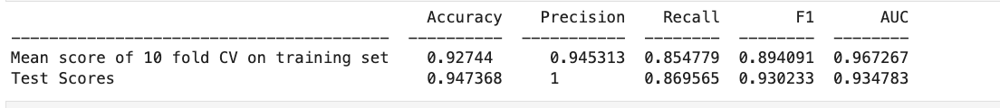 Accuracy Precision Recall F1 AUC
---------------------------------------- ---------- ----------- -------- -------- --------
Mean score of 10 fold CV on training set 0.92744 0.945313 0.854779 0.894091 0.967267
Test Scores 0.947368 1 0.869565 0.930233 0.934783